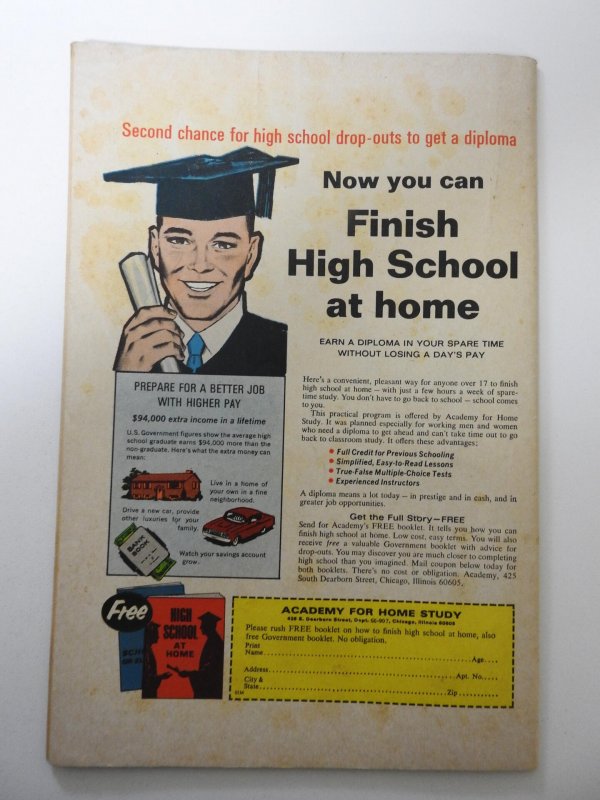 Second chance for high school drop-outs to get a diploma
Now you can
Finish
High School
at home
EARN A DIPLOMA IN YOUR SPARE TIME
WITHOUT LOSING A DAY'S PAY
PREPARE FOR A BETTER JOB
WITH HIGHER PAY
$94,000 extra income in a lifetime
U.S. Government figures show the average high
school graduate earns $94,000 more than the
non-graduate. Here's what the extra money can
mean:
Live in a home of
your own in a fine
neighborhood.
Drive a new car, provide
other luxuries for your
family.
BANK
BOOK
Watch your savings account
grow.
Here's a convenient, pleasant way for anyone over 17 to finish
high school at home — with just a few hours a week of spare-
time study. You don't have to go back to school — school comes
to you.
This practical program is offered by Academy for Home
Study. It was planned especially for working men and women
who need a diploma to get ahead and can't take time out to go
back to classroom study. It offers these advantages:
• Full Credit for Previous Schooling
• Simplified, Easy-to-Read Lessons
• True-False Multiple-Choice Tests
• Experienced Instructors
A diploma means a lot today — in prestige and in cash, and in
greater job opportunities.
Get the Full Story—FREE
Send for Academy's FREE booklet. It tells you how you can
finish high school at home. Low cost, easy terms. You will also
receive free a valuable Government booklet with advice for
drop-outs. You may discover you are much closer to completing
high school than you imagined. Mail coupon below today for
both booklets. There's no cost or obligation. Academy, 425
South Dearborn Street, Chicago, Illinois 60605.
Free
HIGH
SCHOOL
AT
HOME
ACADEMY FOR HOME STUDY
S. Dearborn Street, Dept. Chicago, Illinois 60605
Please rush FREE booklet on how to finish high school at home, also
free Government booklet. No obligation.
Print
Name Age
Address Apt. No.
City &
State Zip